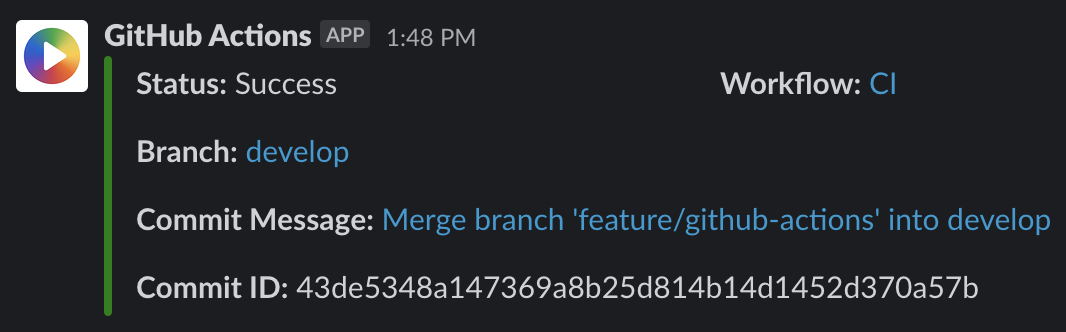 GitHub Actions APP 1:48 PM
Status: Success Workflow: CI
Branch: develop
Commit Message: Merge branch 'feature/github-actions' into develop
Commit ID: 43de5348a147369a8b25d814b14d1452d370a57b